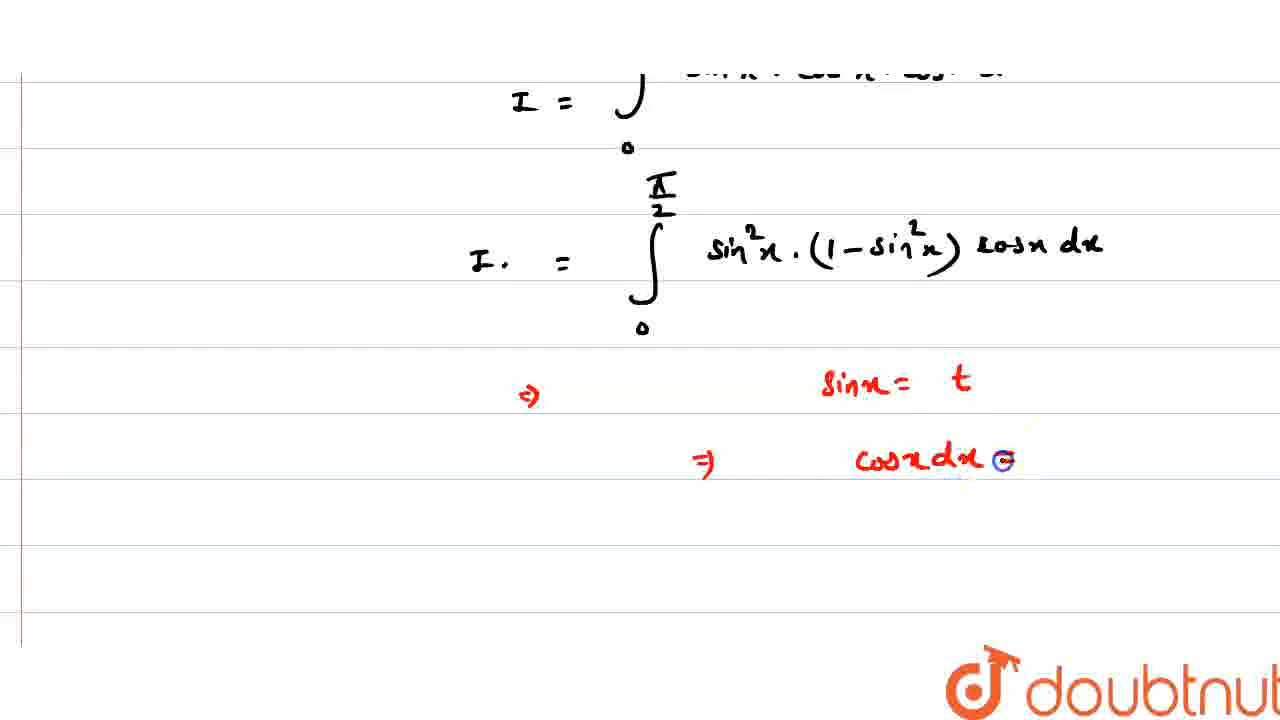 I =
0
π/2
I. = ∫ sin²x . (1 - sin²x) cosx dx
0
⇒ sinx = t
⇒ cosx dx =
doubtnut